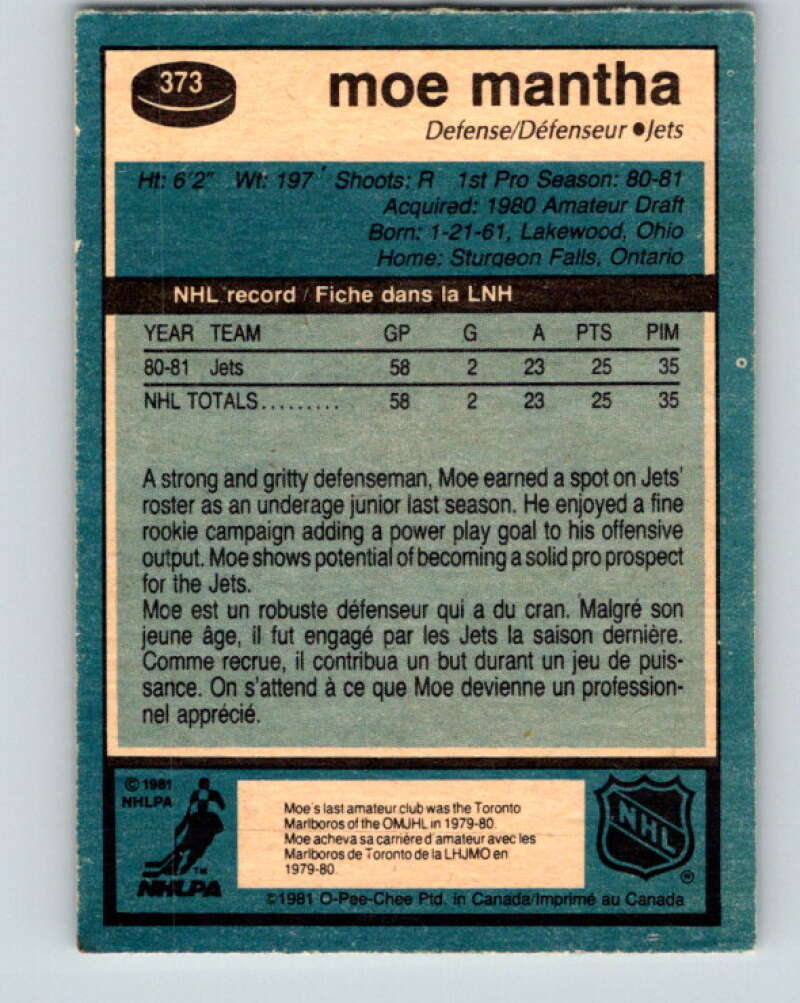 373
moe mantha
Defense/Défenseur ●Jets
Ht: 6'2" Wt: 197 Shoots: R 1st Pro Season: 80-81
Acquired: 1980 Amateur Draft
Born: 1-21-61, Lakewood, Ohio
Home: Sturgeon Falls, Ontario
NHL record / Fiche dans la LNH
YEAR TEAM GP G A PTS PIM
80-81 Jets 58 2 23 25 35
NHL TOTALS......... 58 2 23 25 35
A strong and gritty defenseman, Moe earned a spot on Jets'
roster as an underage junior last season. He enjoyed a fine
rookie campaign adding a power play goal to his offensive
output. Moe shows potential of becoming a solid pro prospect
for the Jets.
Moe est un robuste défenseur qui a du cran. Malgré son
jeune âge, il fut engagé par les Jets la saison dernière.
Comme recrue, il contribua un but durant un jeu de puis-
sance. On s'attend à ce que Moe devienne un profession-
nel apprécié.
© 1981
NHLPA
TM
NHLPA
Moe's last amateur club was the Toronto
Marlboros of the OMJHL in 1979-80.
Moe acheva sa carrière d'amateur avec les
Marlboros de Toronto de la LHJMO en
1979-80.
NHL
®
©1981 O-Pee-Chee Ptd. in Canada/Imprimé au Canada